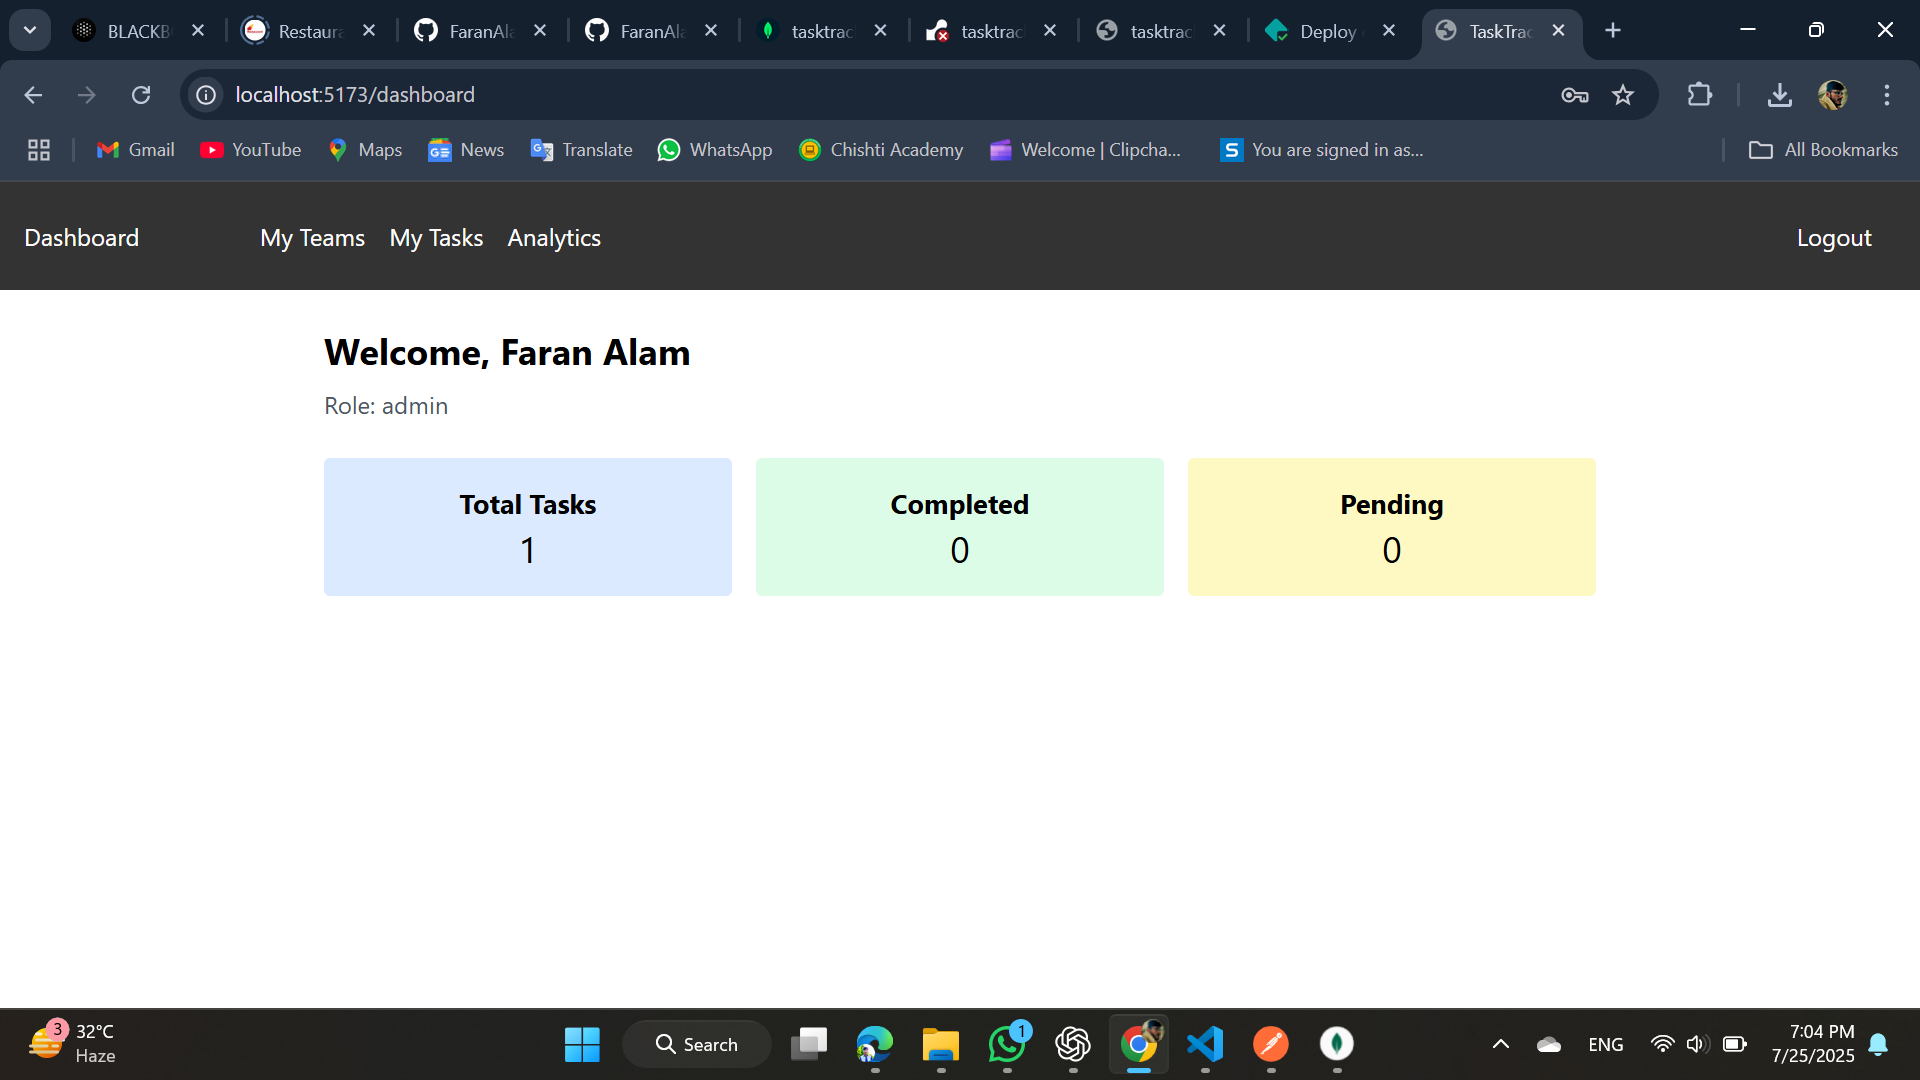 BLACKB
Restaura
FaranAla
FaranAla
tasktrac
tasktrac
tasktrac
Deploy
TaskTrac
localhost:5173/dashboard
Gmail
YouTube
Maps
News
Translate
WhatsApp
Chishti Academy
Welcome | Clipcha...
S
You are signed in as...
All Bookmarks
Dashboard
My Teams
My Tasks
Analytics
Logout
Welcome, Faran Alam
Role: admin
Total Tasks
1
Completed
0
Pending
0
3
32°C
Haze
Search
1
ENG
7:04 PM
7/25/2025